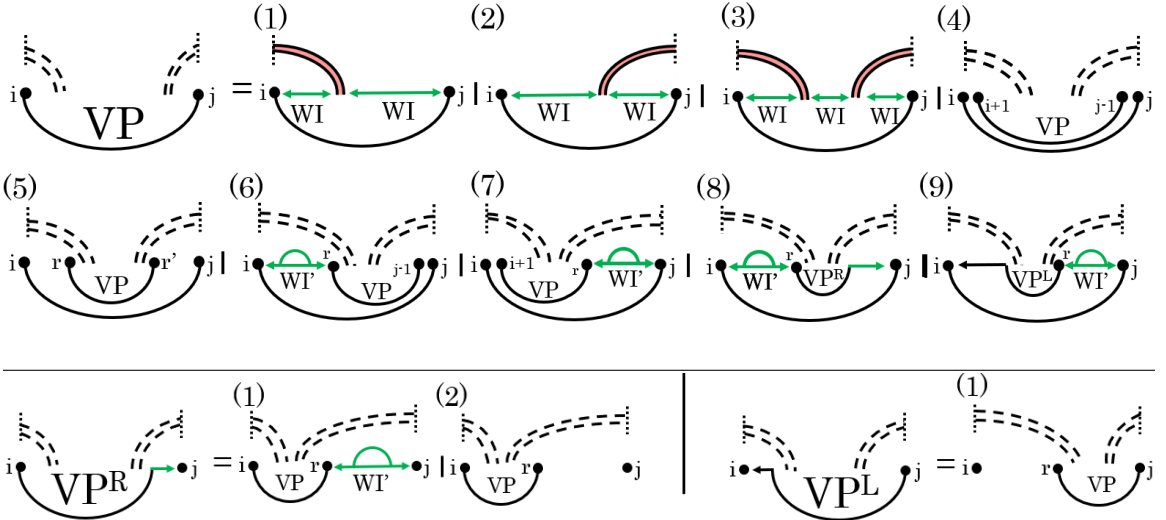 (1) (2) (3) (4)
i VP j = i WI WI j | i WI WI j | i WI WI WI j | i i+1 VP j-1 j
(5) (6) (7) (8) (9)
i r VP r' j | i WI' r VP j-1 j | i i+1 VP r WI' j | i WI' r VPR j | i VPL r WI' j
(1) (2) (1)
i VPR j = i VP r WI' j | i VP r j i VPL j = i r VP j